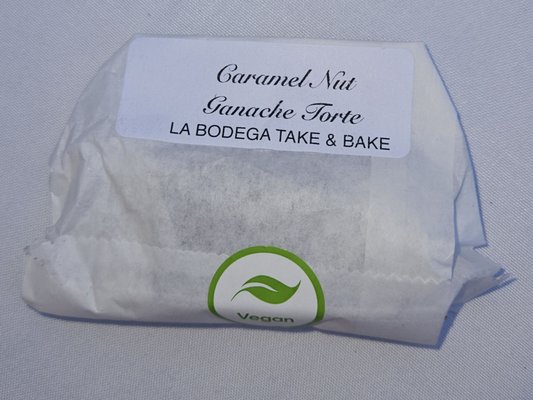 Caramel Nut
Ganache Torte
LA BODEGA TAKE & BAKE
Vegan